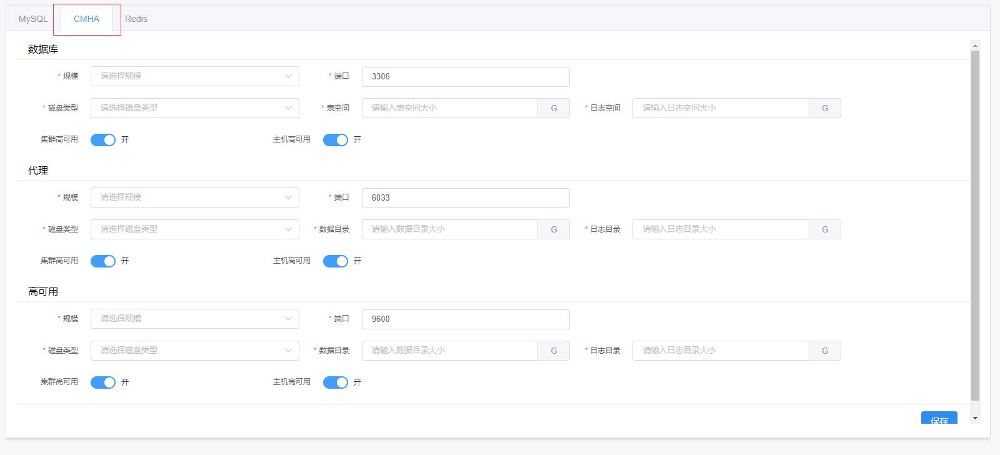 MySQL CMHA Redis
数据库
* 规模 请选择规模 * 端口 3306
* 磁盘类型 请选择磁盘类型 * 表空间 请输入表空间大小 G * 日志空间 请输入日志空间大小 G
集群高可用 开 主机高可用 开
代理
* 规模 请选择规模 * 端口 6033
* 磁盘类型 请选择磁盘类型 * 数据目录 请输入数据目录大小 G * 日志目录 请输入日志目录大小 G
集群高可用 开 主机高可用 开
高可用
* 规模 请选择规模 * 端口 9600
* 磁盘类型 请选择磁盘类型 * 数据目录 请输入数据目录大小 G * 日志目录 请输入日志目录大小 G
集群高可用 开 主机高可用 开
保存